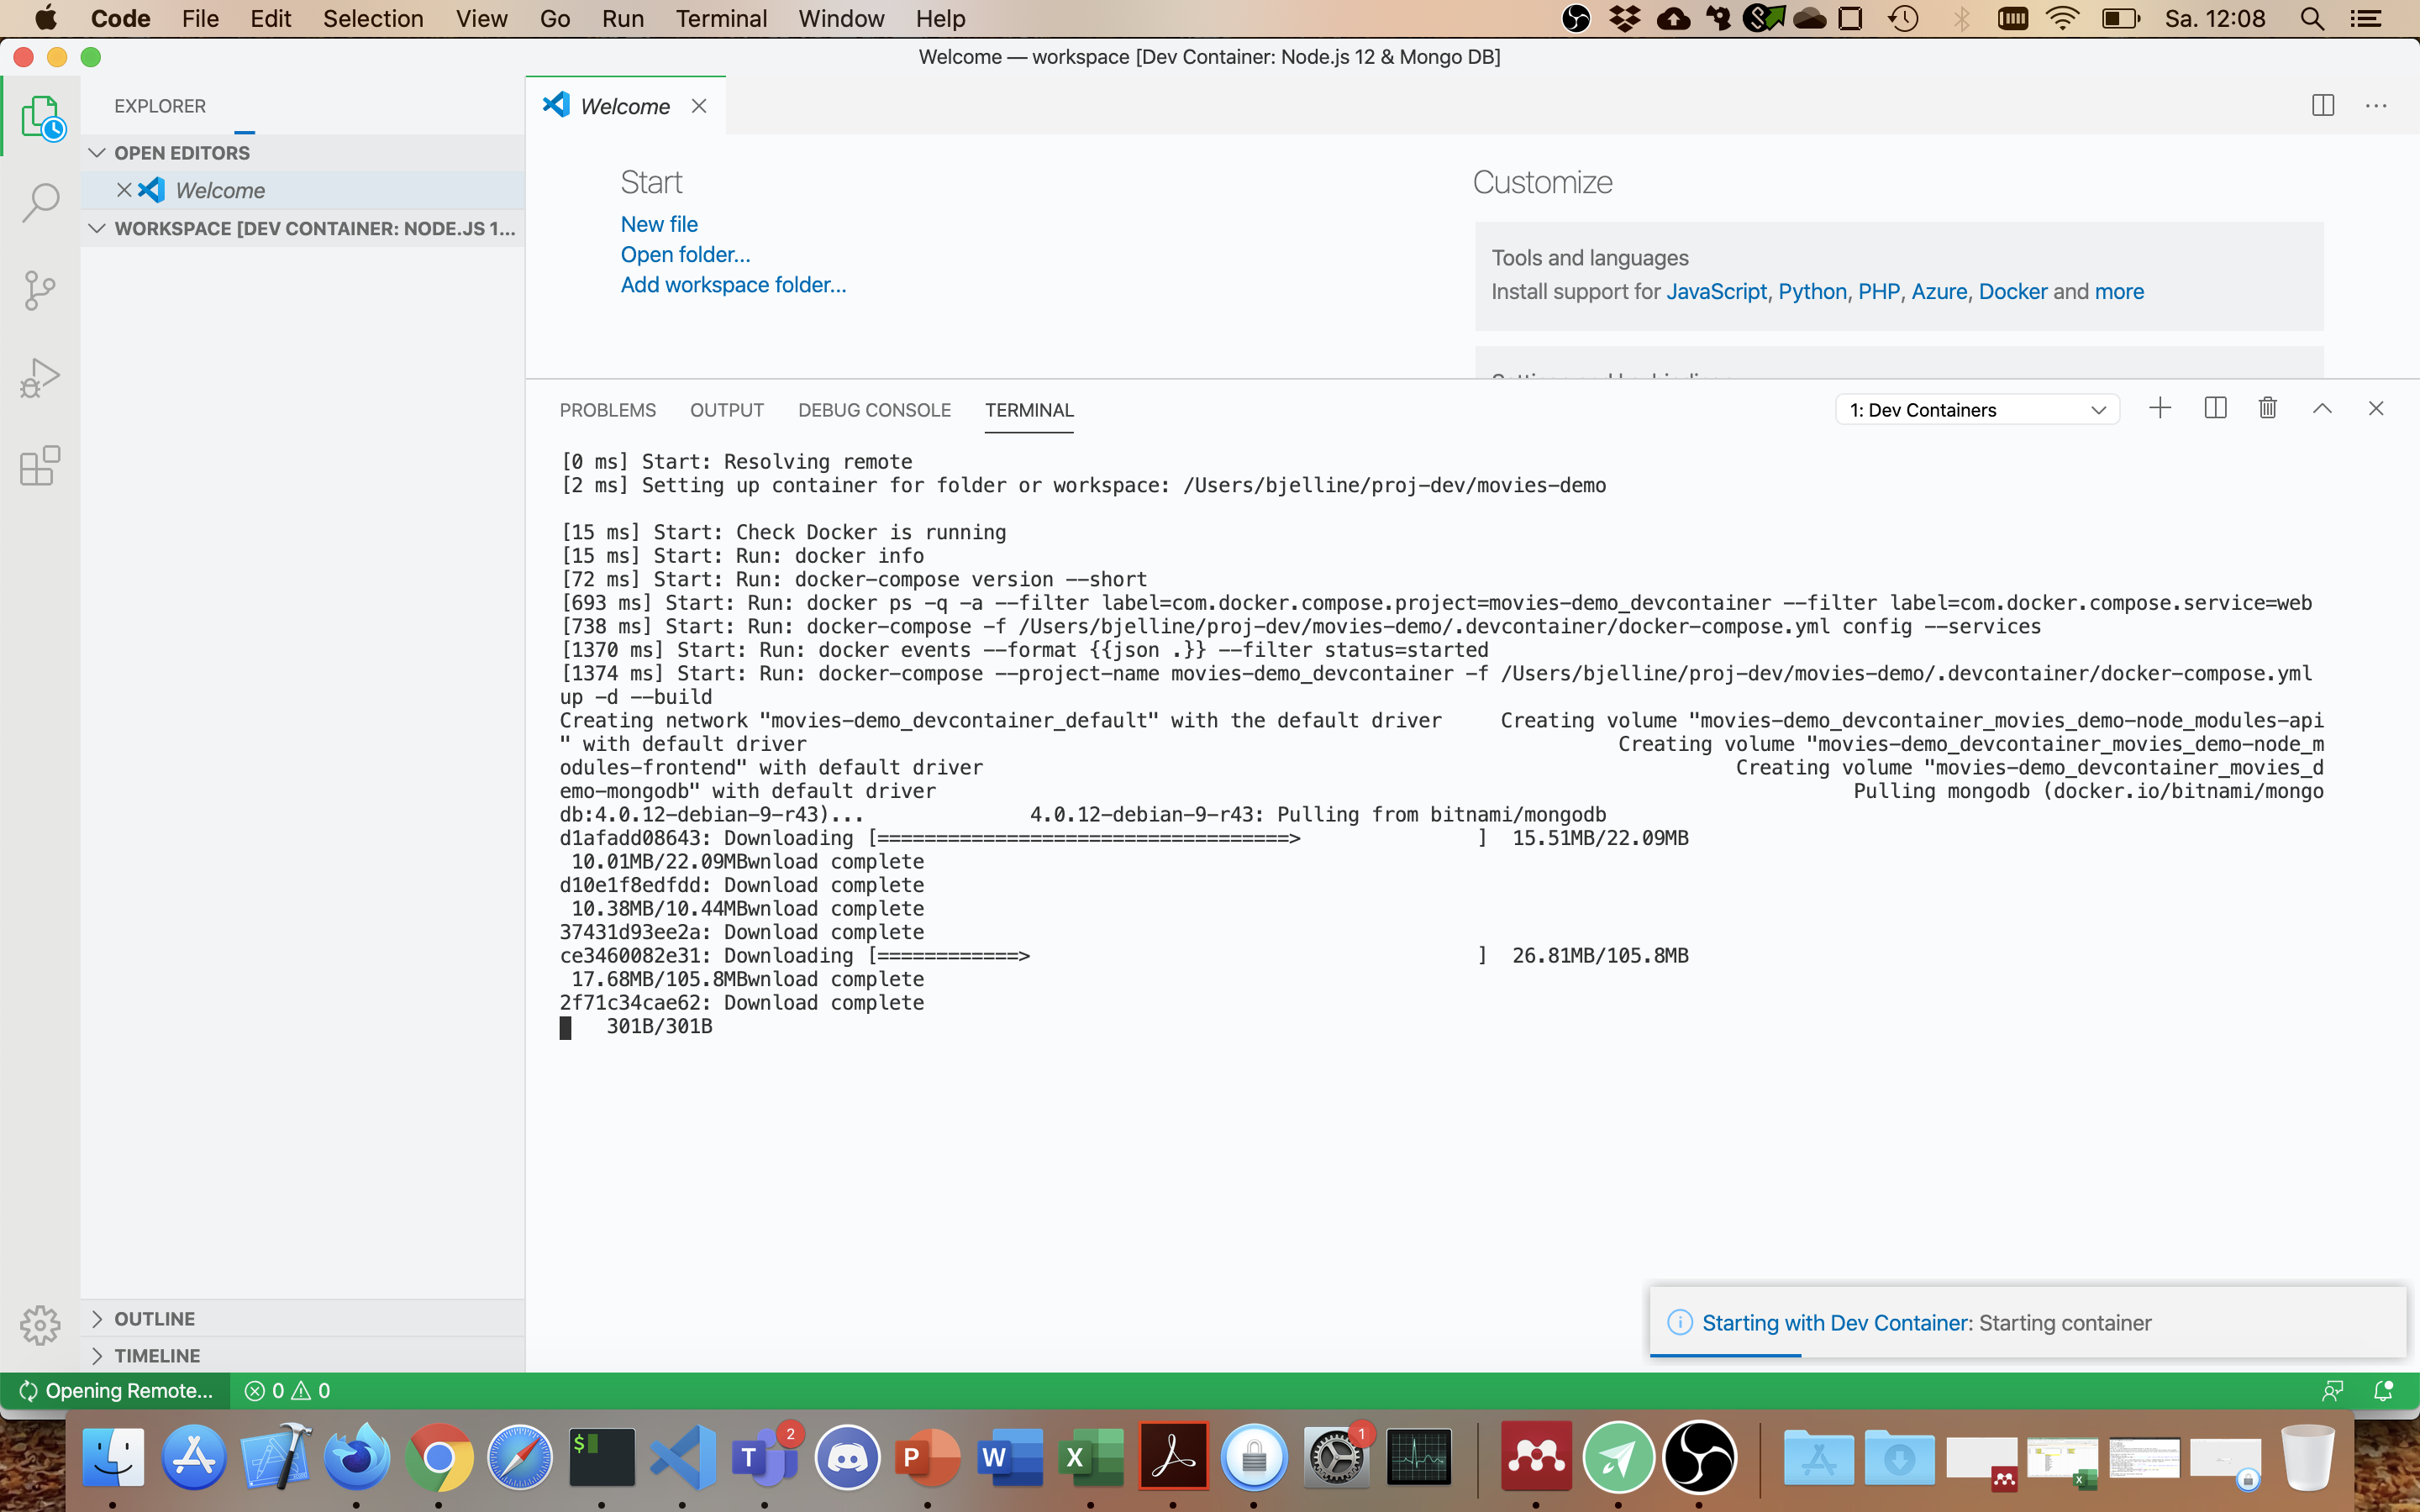 Code File Edit Selection View Go Run Terminal Window Help
Sa. 12:08
Welcome — workspace [Dev Container: Node.js 12 & Mongo DB]
EXPLORER
OPEN EDITORS
Welcome
WORKSPACE [DEV CONTAINER: NODE.JS 1...
OUTLINE
TIMELINE
Welcome
Start
New file
Open folder...
Add workspace folder...
Customize
Tools and languages
Install support for JavaScript, Python, PHP, Azure, Docker and more
PROBLEMS OUTPUT DEBUG CONSOLE TERMINAL
1: Dev Containers
[0 ms] Start: Resolving remote
[2 ms] Setting up container for folder or workspace: /Users/bjelline/proj-dev/movies-demo
[15 ms] Start: Check Docker is running
[15 ms] Start: Run: docker info
[72 ms] Start: Run: docker-compose version --short
[693 ms] Start: Run: docker ps -q -a --filter label=com.docker.compose.project=movies-demo_devcontainer --filter label=com.docker.compose.service=web
[738 ms] Start: Run: docker-compose -f /Users/bjelline/proj-dev/movies-demo/.devcontainer/docker-compose.yml config --services
[1370 ms] Start: Run: docker events --format {{json .}} --filter status=started
[1374 ms] Start: Run: docker-compose --project-name movies-demo_devcontainer -f /Users/bjelline/proj-dev/movies-demo/.devcontainer/docker-compose.yml
up -d --build
Creating network "movies-demo_devcontainer_default" with the default driver Creating volume "movies-demo_devcontainer_movies_demo-node_modules-api
" with default driver Creating volume "movies-demo_devcontainer_movies_demo-node_m
odules-frontend" with default driver Creating volume "movies-demo_devcontainer_movies_d
emo-mongodb" with default driver Pulling mongodb (docker.io/bitnami/mongo
db:4.0.12-debian-9-r43)... 4.0.12-debian-9-r43: Pulling from bitnami/mongodb
d1afadd08643: Downloading [===================================> ] 15.51MB/22.09MB
10.01MB/22.09MBwnload complete
d10e1f8edfdd: Download complete
10.38MB/10.44MBwnload complete
37431d93ee2a: Download complete
ce3460082e31: Downloading [============> ] 26.81MB/105.8MB
17.68MB/105.8MBwnload complete
2f71c34cae62: Download complete
301B/301B
Starting with Dev Container: Starting container
Opening Remote... 0 0
$ T 2 P W X 1